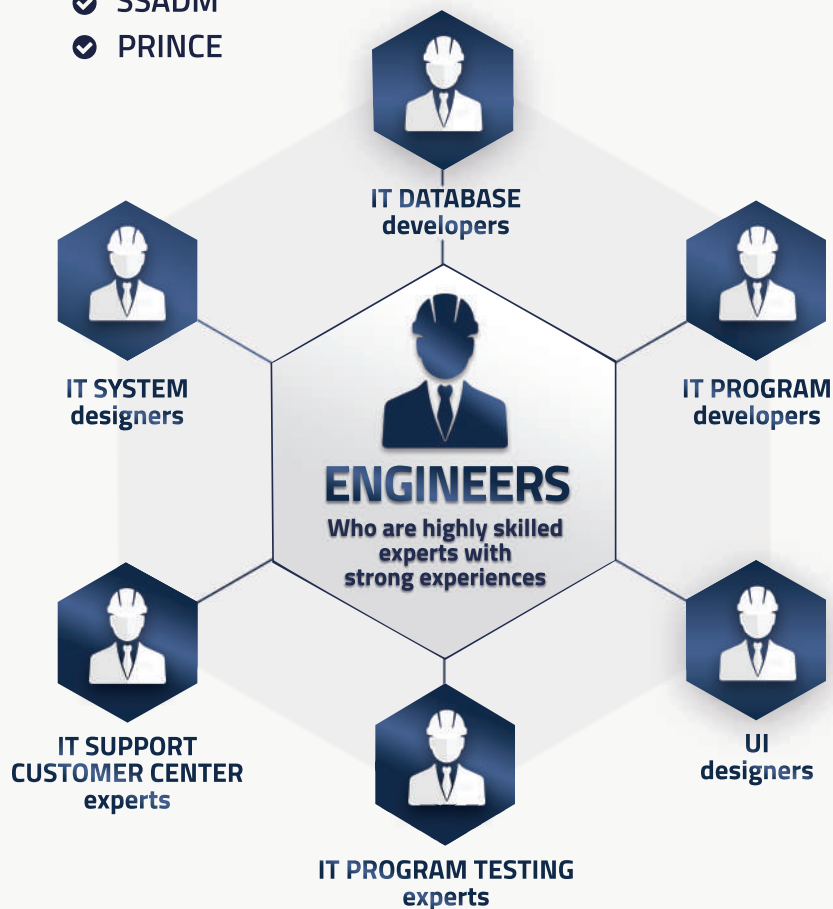 SSADM
PRINCE
IT DATABASE
developers
IT SYSTEM
designers
IT PROGRAM
developers
ENGINEERS
Who are highly skilled
experts with
strong experiences
IT SUPPORT
CUSTOMER CENTER
experts
UI
designers
IT PROGRAM TESTING
experts